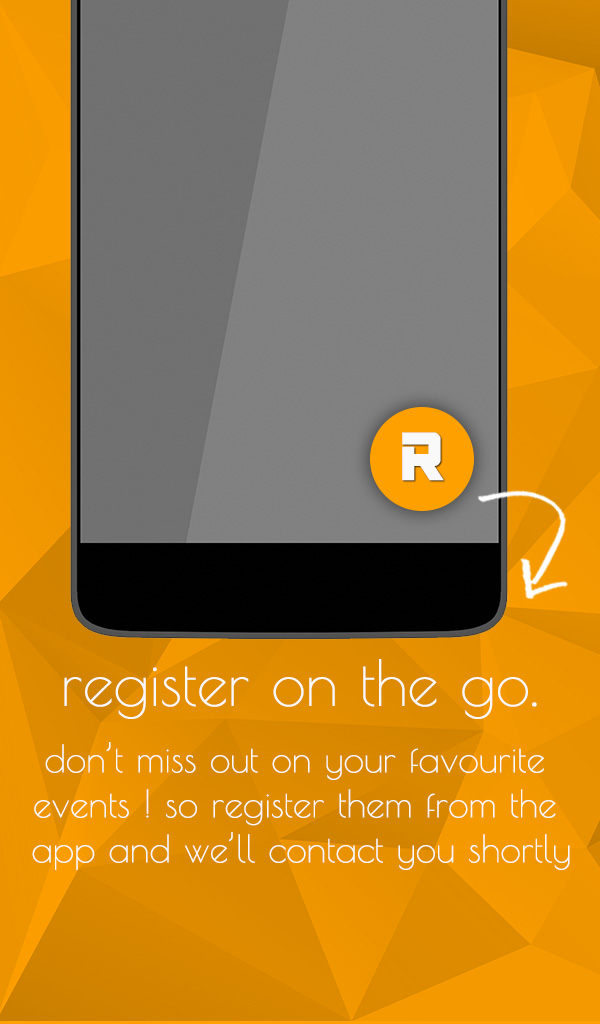 R
register on the go.
don't miss out on your favourite
events ! so register them from the
app and we'll contact you shortly